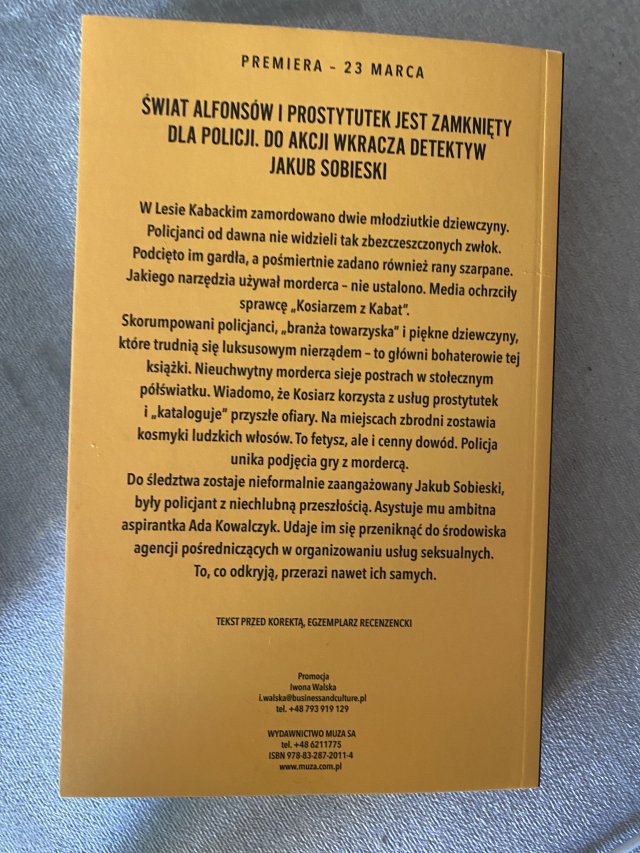 PREMIERA – 23 MARCA
ŚWIAT ALFONSÓW I PROSTYTUTEK JEST ZAMKNIĘTY
DLA POLICJI. DO AKCJI WKRACZA DETEKTYW
JAKUB SOBIESKI
W Lesie Kabackim zamordowano dwie młodziutkie dziewczyny.
Policjanci od dawna nie widzieli tak zbezczeszczonych zwłok.
Podcięto im gardła, a pośmiertnie zadano również rany szarpane.
Jakiego narzędzia używał morderca – nie ustalono. Media ochrzciły
sprawcę „Kosiarzem z Kabat”.
Skorumpowani policjanci, „branża towarzyska” i piękne dziewczyny,
które trudnią się luksusowym nierządem – to główni bohaterowie tej
książki. Nieuchwytny morderca sieje postrach w stołecznym
półświatku. Wiadomo, że Kosiarz korzysta z usług prostytutek
i „kataloguje” przyszłe ofiary. Na miejscach zbrodni zostawia
kosmyki ludzkich włosów. To fetysz, ale i cenny dowód. Policja
unika podjęcia gry z mordercą.
Do śledztwa zostaje nieformalnie zaangażowany Jakub Sobieski,
były policjant z niechlubną przeszłością. Asystuje mu ambitna
aspirantka Ada Kowalczyk. Udaje im się przeniknąć do środowiska
agencji pośredniczących w organizowaniu usług seksualnych.
To, co odkryją, przerazi nawet ich samych.
TEKST PRZED KOREKTĄ, EGZEMPLARZ RECENZENCKI
Promocja
Iwona Walska
i.walska@businessandculture.pl
tel. +48 793 919 129
WYDAWNICTWO MUZA SA
tel. +48 6211775
ISBN 978-83-287-2011-4
www.muza.com.pl